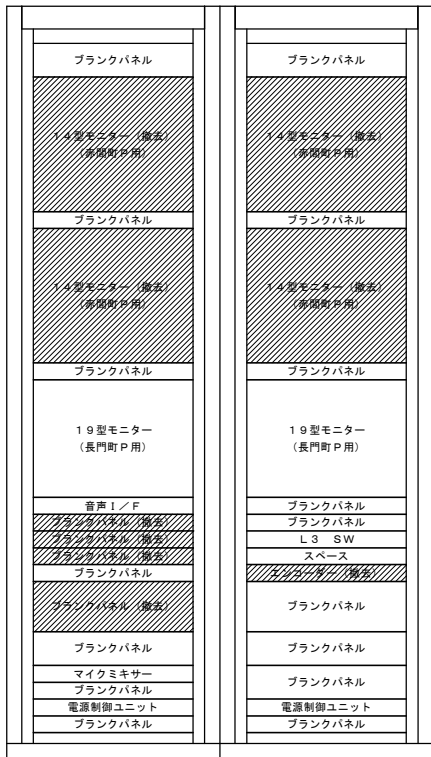 ブランクパネル
14型モニター（撤去）
（赤間町P用）
ブランクパネル
14型モニター（撤去）
（赤間町P用）
ブランクパネル
19型モニター
（長門町P用）
音声I／F
ブランクパネル（撤去）
ブランクパネル（撤去）
ブランクパネル（撤去）
ブランクパネル
ブランクパネル（撤去）
ブランクパネル
マイクミキサー
ブランクパネル
電源制御ユニット
ブランクパネル
ブランクパネル
14型モニター（撤去）
（赤間町P用）
ブランクパネル
14型モニター（撤去）
（赤間町P用）
ブランクパネル
19型モニター
（長門町P用）
ブランクパネル
ブランクパネル
L3　SW
スペース
エンコーダー（撤去）
ブランクパネル
ブランクパネル
ブランクパネル
電源制御ユニット
ブランクパネル